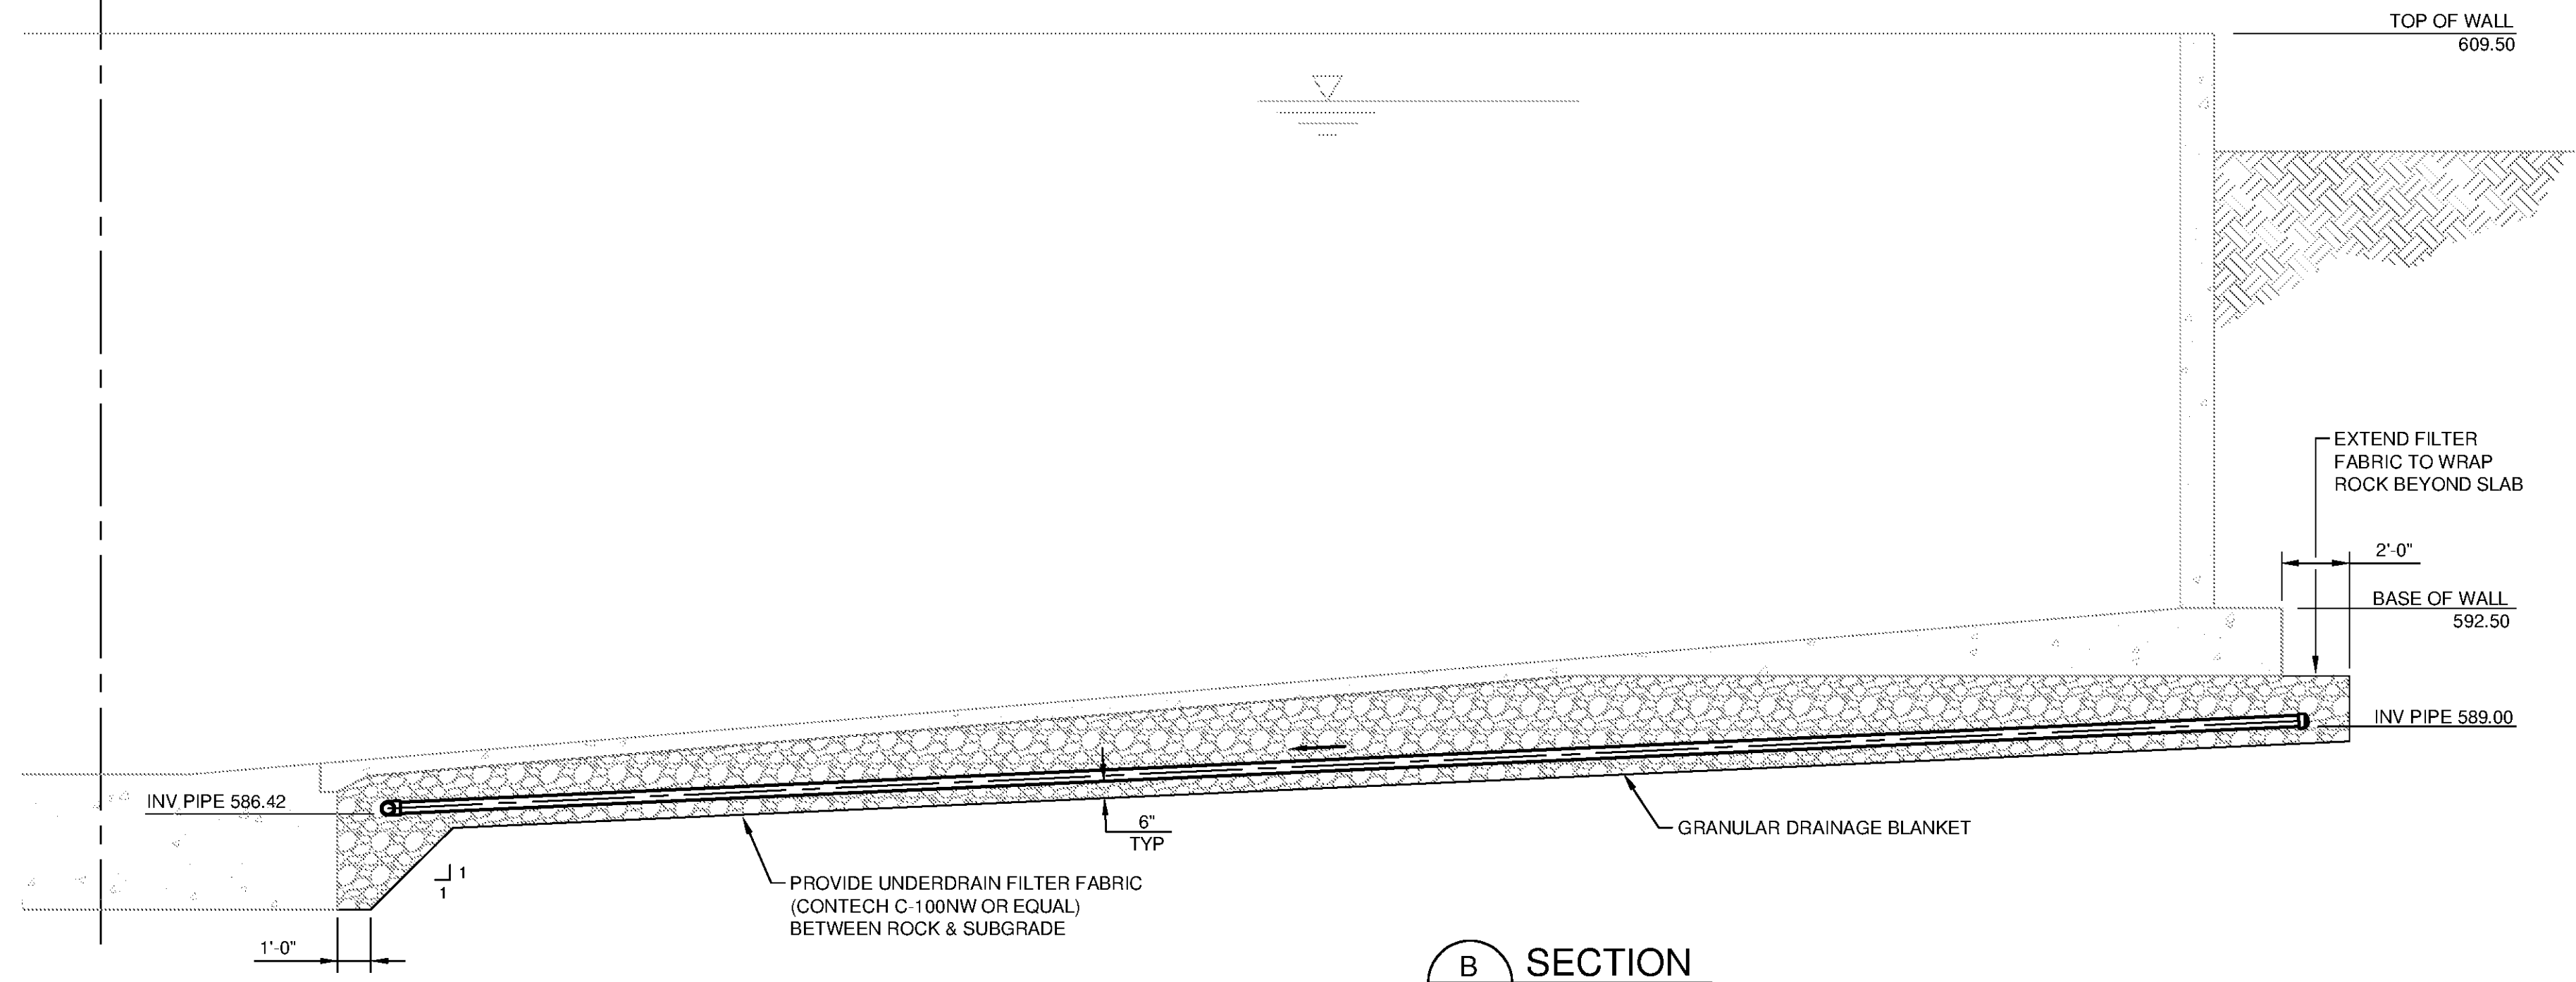 TOP OF WALL
609.50
EXTEND FILTER
FABRIC TO WRAP
ROCK BEYOND SLAB
2'-0"
BASE OF WALL
592.50
INV PIPE 589.00
INV PIPE 586.42
6"
TYP
GRANULAR DRAINAGE BLANKET
1
1
PROVIDE UNDERDRAIN FILTER FABRIC
(CONTECH C-100NW OR EQUAL)
BETWEEN ROCK & SUBGRADE
1'-0"
B SECTION